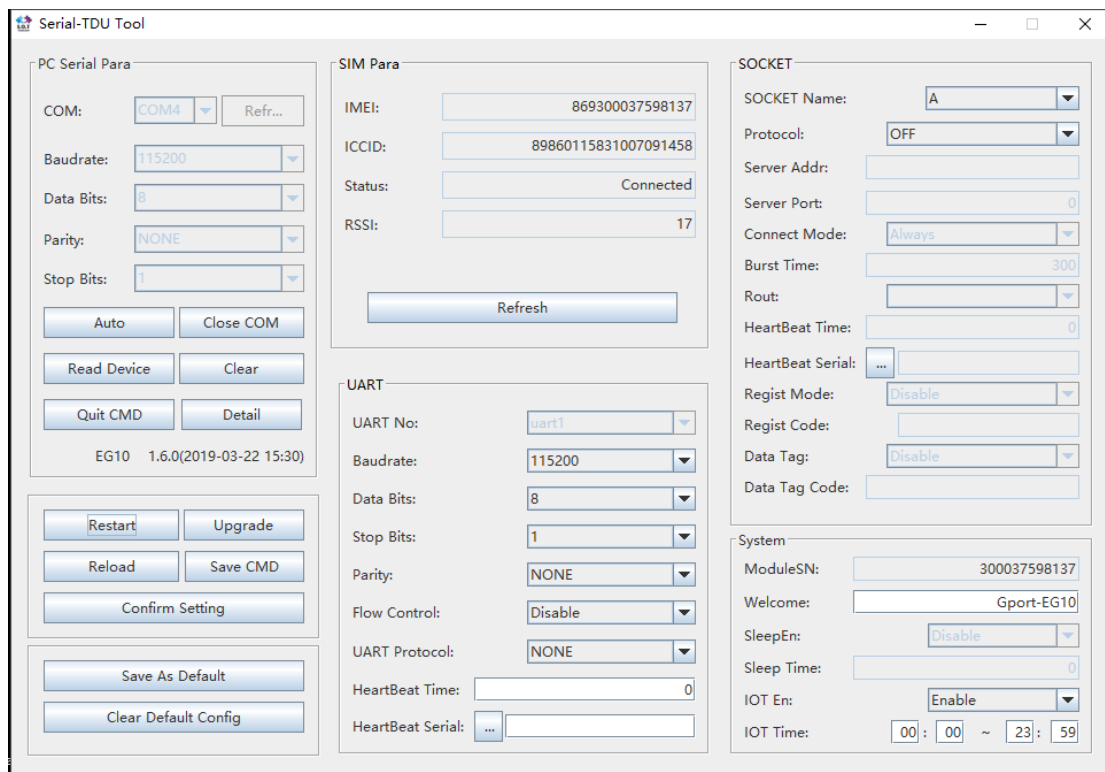 Serial-TDU Tool
PC Serial Para
COM: COM4 Refr...
Baudrate: 115200
Data Bits: 8
Parity: NONE
Stop Bits: 1
Auto Close COM
Read Device Clear
Quit CMD Detail
EG10 1.6.0(2019-03-22 15:30)
Restart Upgrade
Reload Save CMD
Confirm Setting
Save As Default
Clear Default Config
SIM Para
IMEI: 869300037598137
ICCID: 89860115831007091458
Status: Connected
RSSI: 17
Refresh
UART
UART No: uart1
Baudrate: 115200
Data Bits: 8
Stop Bits: 1
Parity: NONE
Flow Control: Disable
UART Protocol: NONE
HeartBeat Time: 0
HeartBeat Serial: ...
SOCKET
SOCKET Name: A
Protocol: OFF
Server Addr:
Server Port: 0
Connect Mode: Always
Burst Time: 300
Rout:
HeartBeat Time: 0
HeartBeat Serial: ...
Regist Mode: Disable
Regist Code:
Data Tag: Disable
Data Tag Code:
System
ModuleSN: 300037598137
Welcome: Gport-EG10
SleepEn: Disable
Sleep Time: 0
IOT En: Enable
IOT Time: 00 : 00 ~ 23 : 59